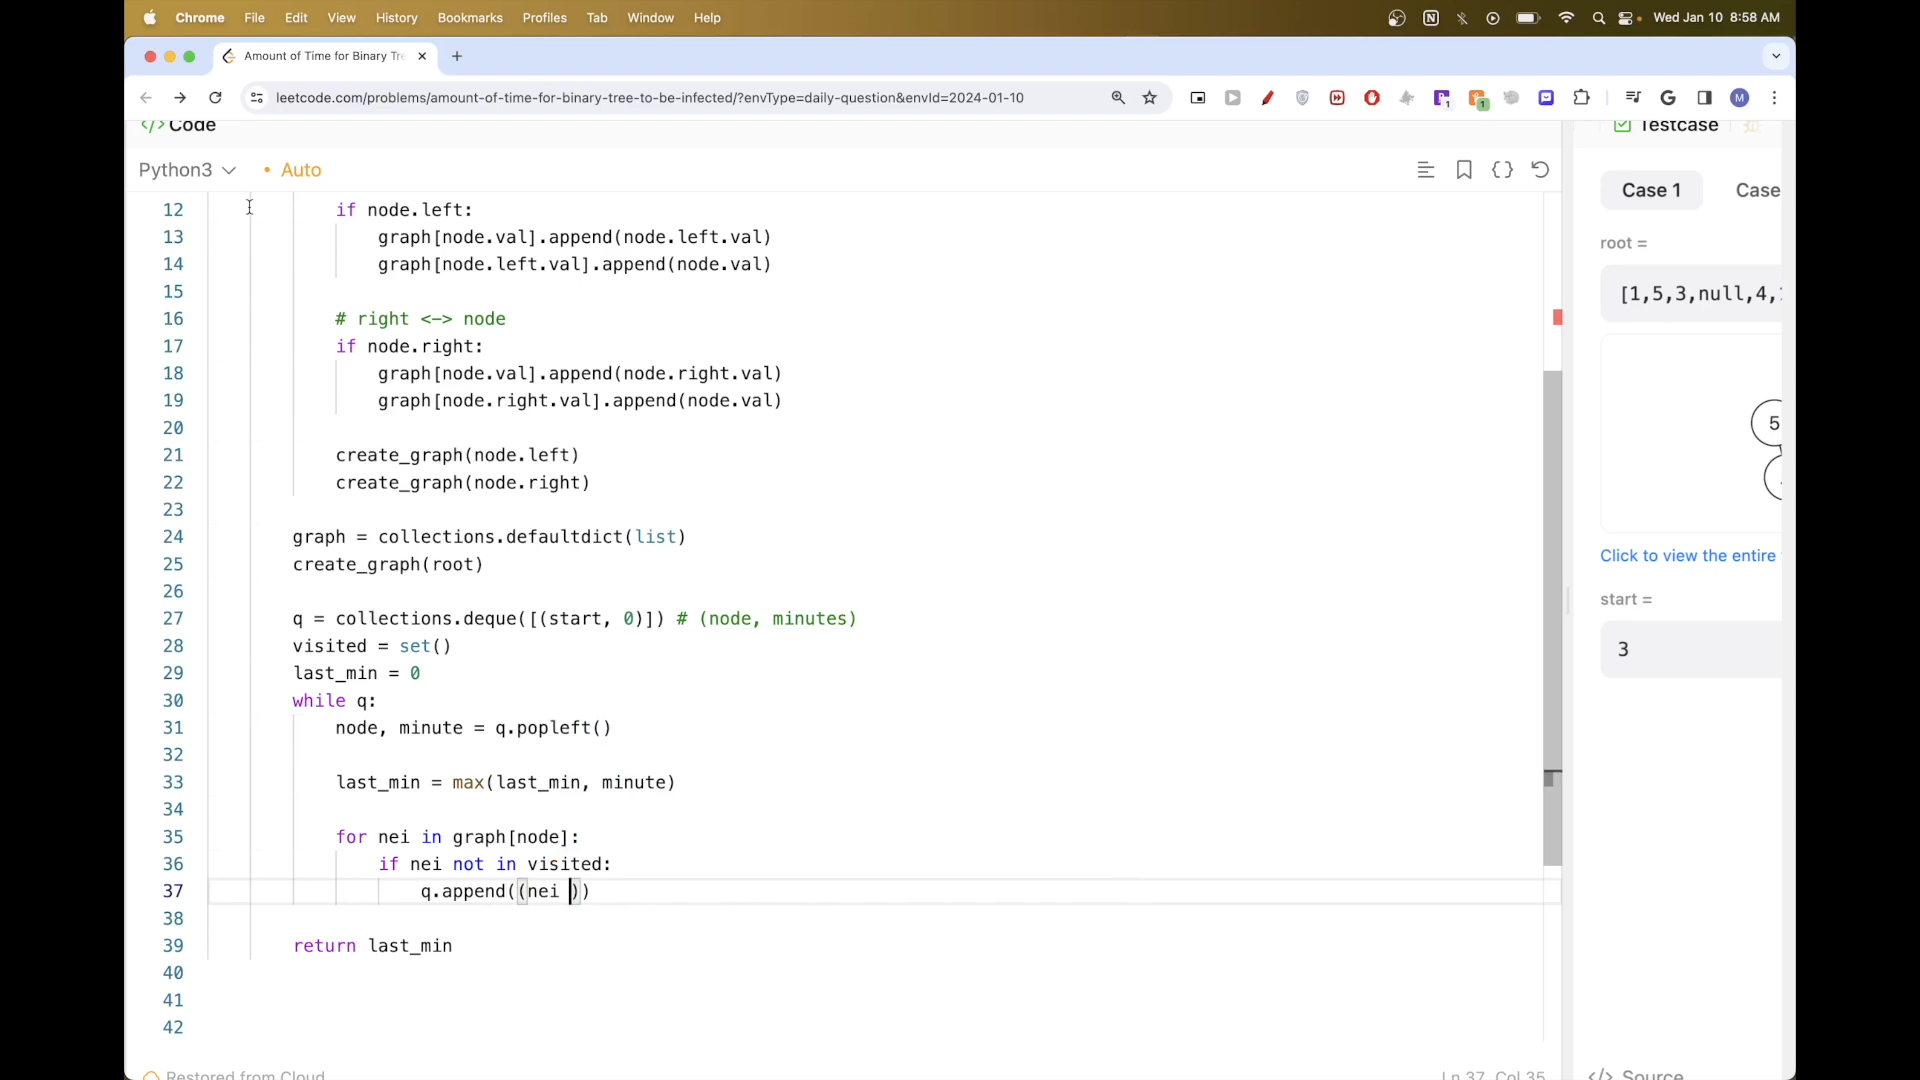 Chrome File Edit View History Bookmarks Profiles Tab Window Help Wed Jan 10 8:58 AM
Amount of Time for Binary Tre
leetcode.com/problems/amount-of-time-for-binary-tree-to-be-infected/?envType=daily-question&envId=2024-01-10
</> Code
Testcase
Python3 • Auto
Case 1 Case
12 if node.left:
13 graph[node.val].append(node.left.val)
14 graph[node.left.val].append(node.val)
15
16 # right <-> node
17 if node.right:
18 graph[node.val].append(node.right.val)
19 graph[node.right.val].append(node.val)
20
21 create_graph(node.left)
22 create_graph(node.right)
23
24 graph = collections.defaultdict(list)
25 create_graph(root)
26
27 q = collections.deque([(start, 0)]) # (node, minutes)
28 visited = set()
29 last_min = 0
30 while q:
31 node, minute = q.popleft()
32
33 last_min = max(last_min, minute)
34
35 for nei in graph[node]:
36 if nei not in visited:
37 q.append((nei ))
38
39 return last_min
40
41
42
root =
[1,5,3,null,4,
5
Click to view the entire
start =
3
Restored from Cloud
Ln 37, Col 35
</> Source